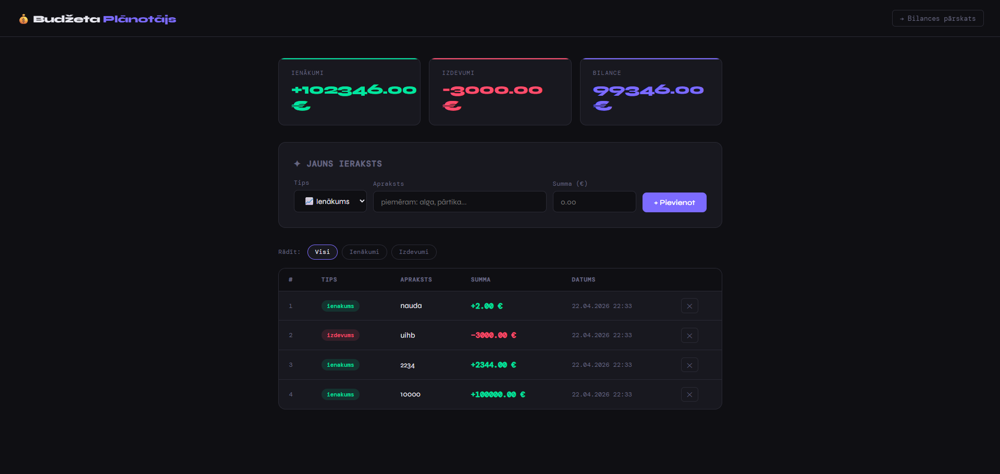 💰 Budžeta Plānotājs
→ Bilances pārskats
IENĀKUMI
+102346.00
€
IZDEVUMI
-3000.00
€
BILANCE
99346.00
€
✦ JAUNS IERAKSTS
Tips
Apraksts
Summa (€)
📈 Ienākums
piemēram: alga, pārtika...
0.00
+ Pievienot
Rādīt: Visi Ienākumi Izdevumi
# TIPS APRAKSTS SUMMA DATUMS
1 ienakums nauda +2.00 € 22.04.2026 22:33 ✕
2 izdevums uihb −3000.00 € 22.04.2026 22:33 ✕
3 ienakums 2234 +2344.00 € 22.04.2026 22:33 ✕
4 ienakums 10000 +100000.00 € 22.04.2026 22:33 ✕